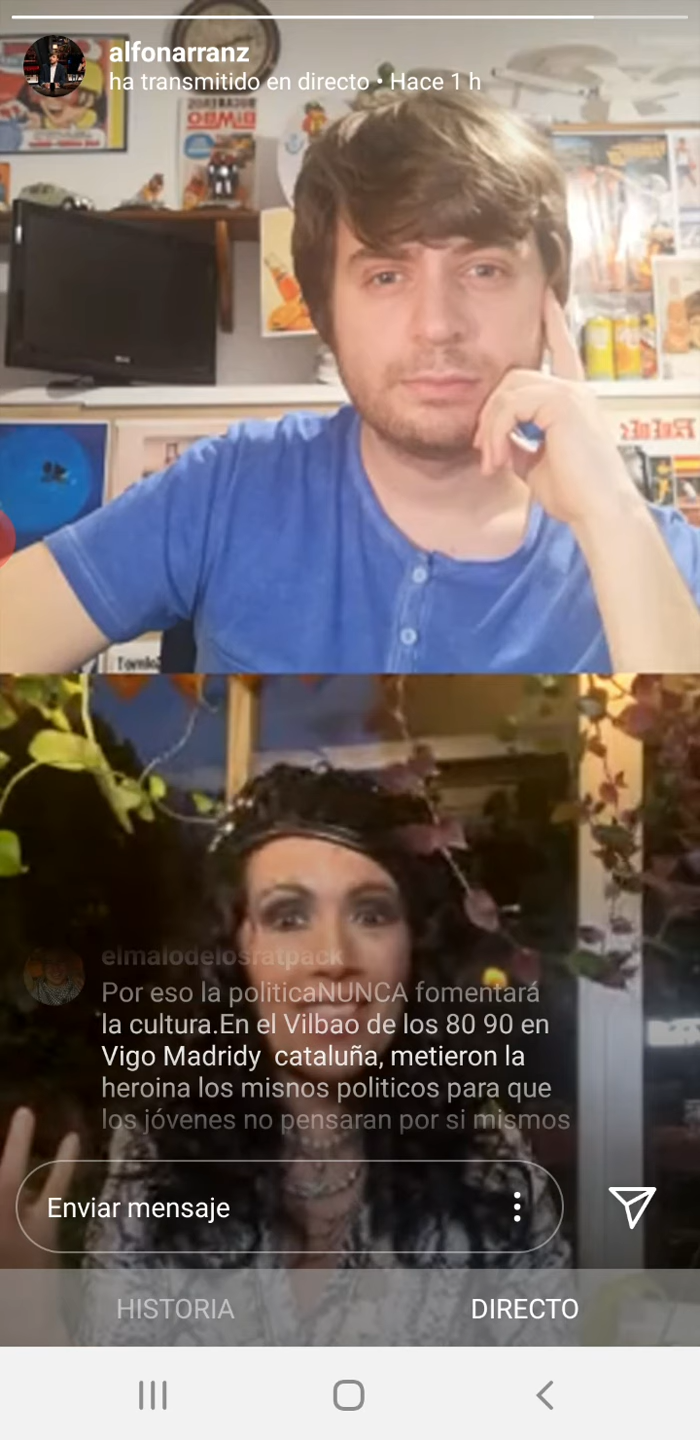 alfonarranz
ha transmitido en directo • Hace 1 h
BIMBO
elmalodelosratpack
Por eso la politicaNUNCA fomentará
la cultura.En el Vilbao de los 80 90 en
Vigo Madridy  cataluña, metieron la
heroina los misnos politicos para que
los jóvenes no pensaran por si mismos
Enviar mensaje
HISTORIA
DIRECTO